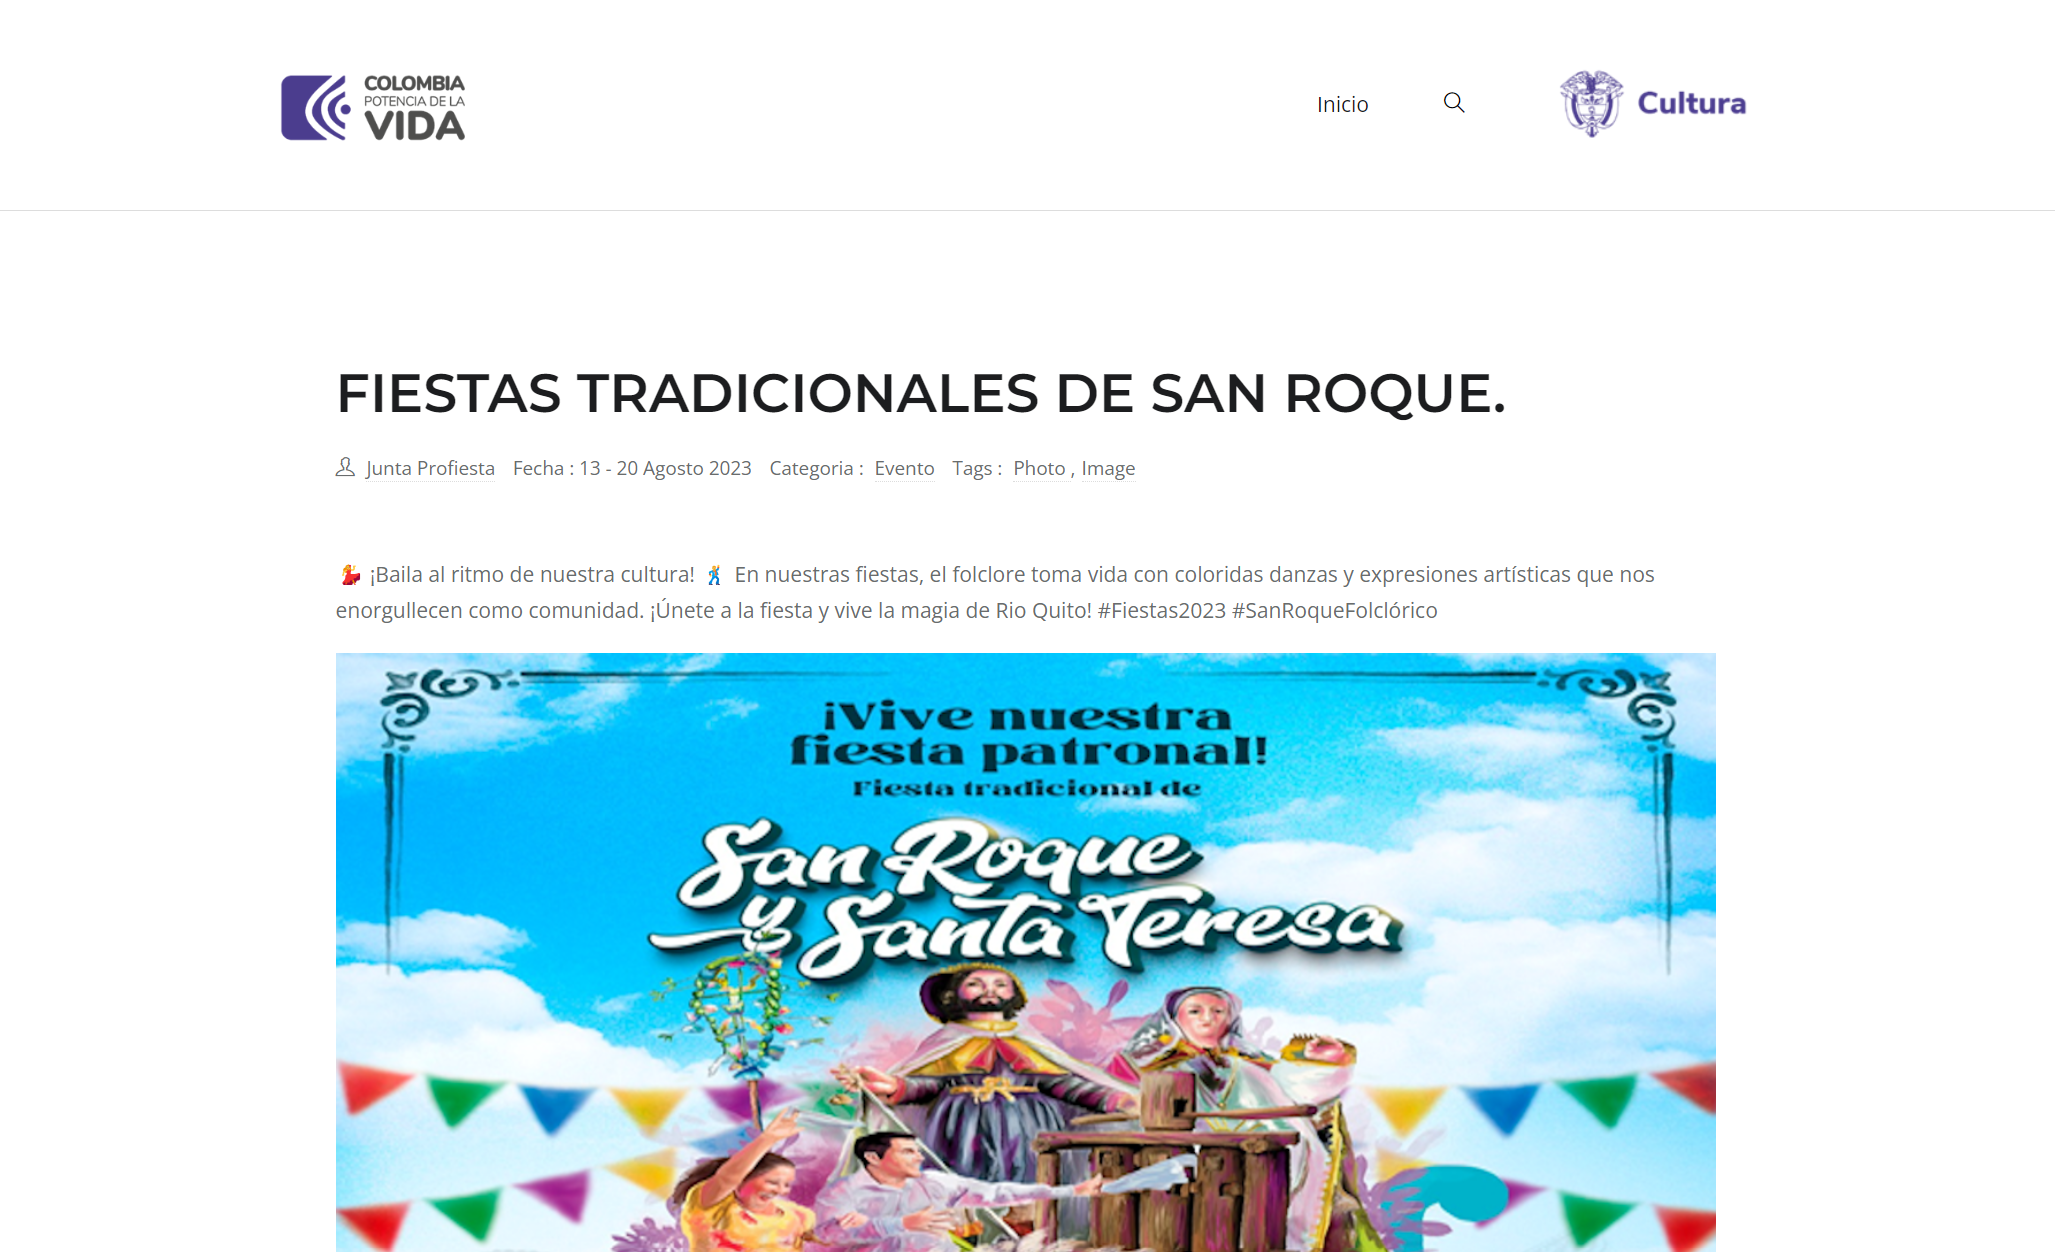 COLOMBIA
POTENCIA DE LA
VIDA
Inicio
Cultura
FIESTAS TRADICIONALES DE SAN ROQUE.
Junta Profiesta Fecha : 13 - 20 Agosto 2023 Categoria : Evento Tags : Photo , Image
💃 ¡Baila al ritmo de nuestra cultura! 🕺 En nuestras fiestas, el folclore toma vida con coloridas danzas y expresiones artísticas que nos
enorgullecen como comunidad. ¡Únete a la fiesta y vive la magia de Rio Quito! #Fiestas2023 #SanRoqueFolclórico
¡Vive nuestra
fiesta patronal!
Fiesta tradicional de
San Roque
y Santa Teresa